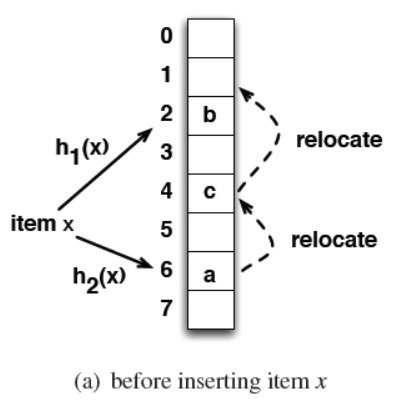 0
1
2 b
h1(x)
3
relocate
4 c
item x
5
relocate
6 a
h2(x)
7
(a) before inserting item x